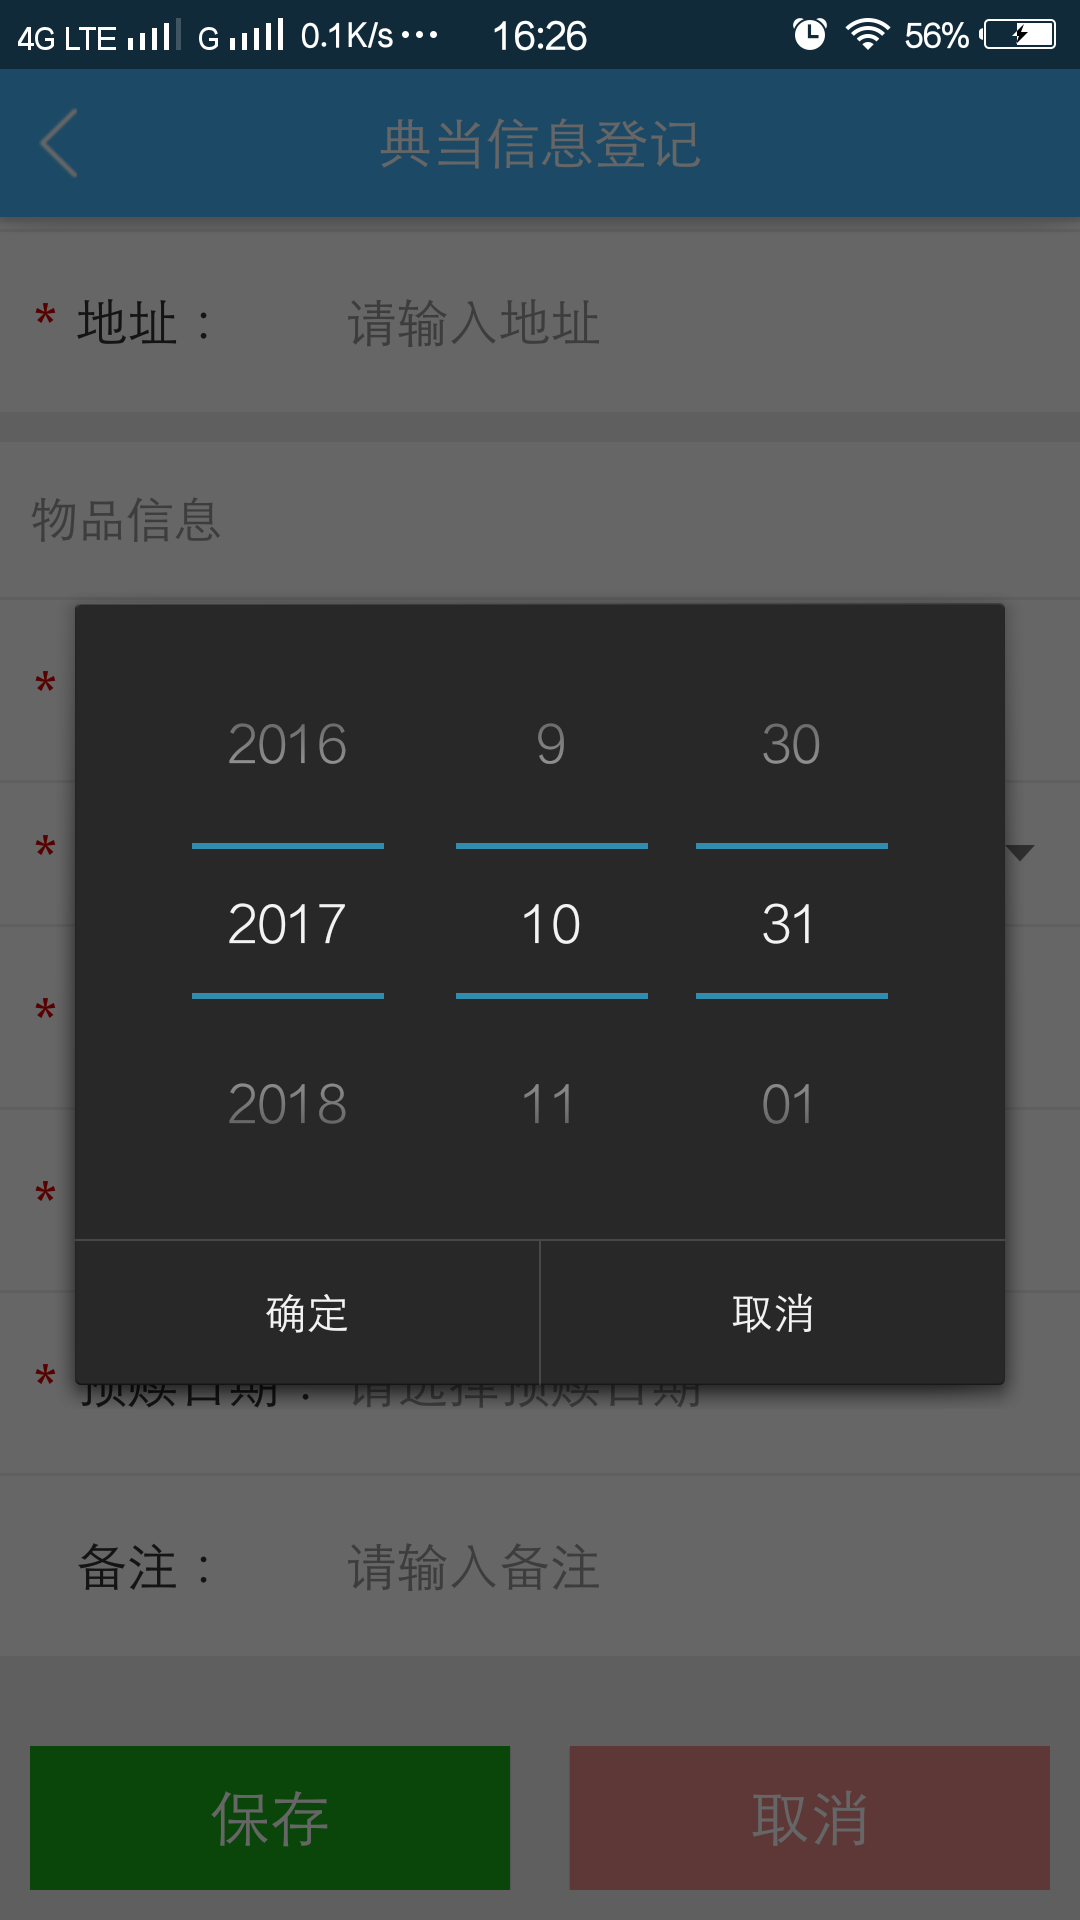 4G LTE G 0.1K/s 16:26 56%
典当信息登记
* 地址： 请输入地址
物品信息
*
2016 9 30
*
2017 10 31
*
2018 11 01
*
确定 取消
* 预赎日期： 请选择预赎日期
备注： 请输入备注
保存 取消